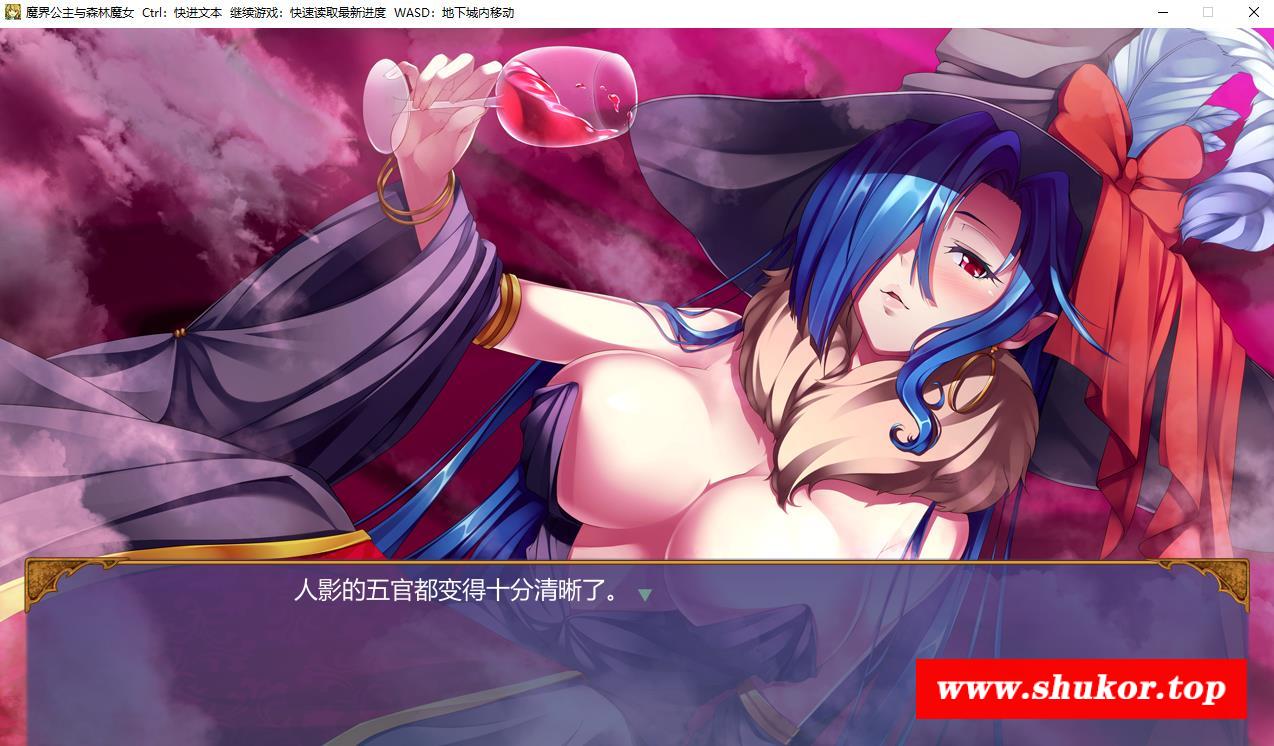 魔界公主与森林魔女 Ctrl：快进文本 继续游戏：快速读取最新进度 WASD：地下城内移动
人影的五官都变得十分清晰了。
www.shukor.top